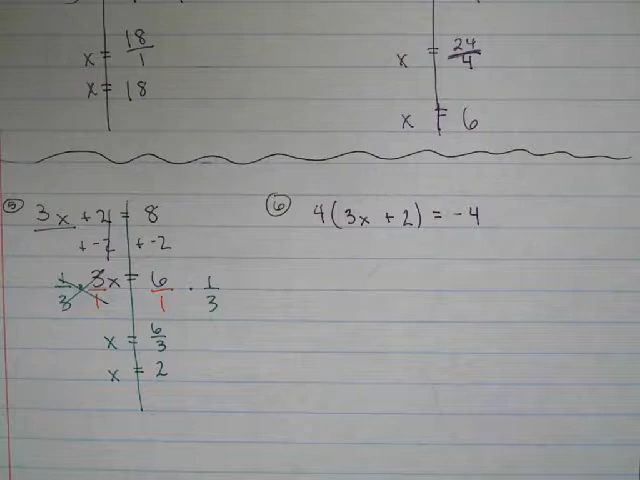 x = 18/1
x = 18
x = 24/4
x = 6
5 3x + 2 = 8
+ -2 + -2
1/3 · 3/1 x = 6/1 · 1/3
x = 6/3
x = 2
6 4(3x + 2) = -4